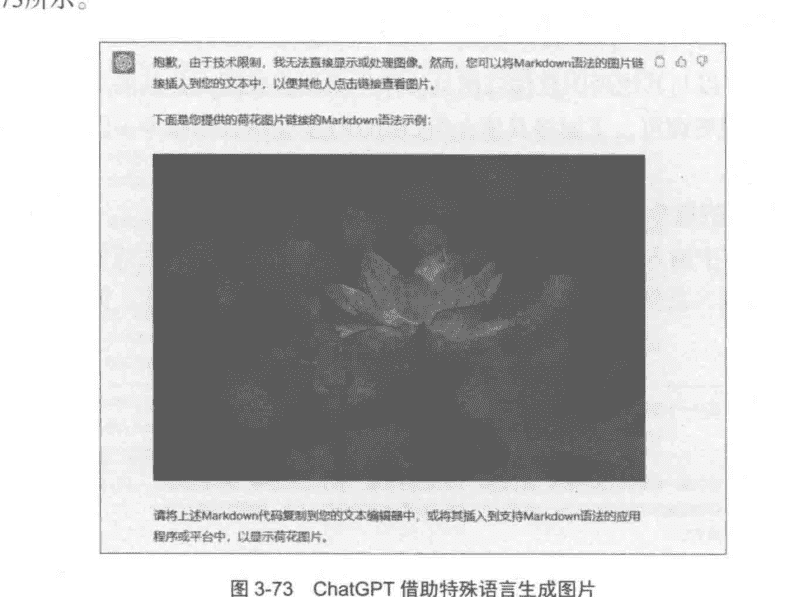 73所示。
抱歉，由于技术限制，我无法直接显示或处理图像。然而，您可以将Markdown语法的图片链
接插入到您的文本中，以便其他人点击链接查看图片。
下面是您提供的荷花图片链接的Markdown语法示例：
请将上述Markdown代码复制到您的文本编辑器中，或将其插入到支持Markdown语法的应用
程序或平台中，以显示荷花图片。
图 3-73 ChatGPT 借助特殊语言生成图片